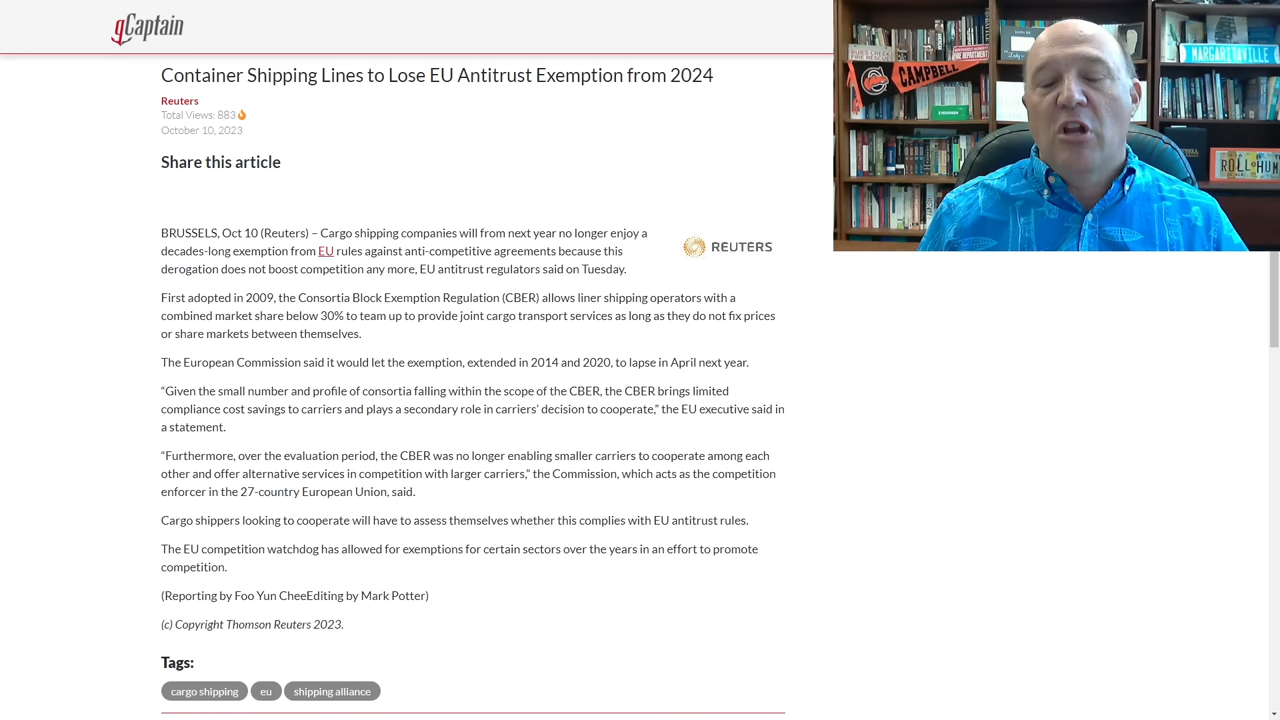 gCaptain
Container Shipping Lines to Lose EU Antitrust Exemption from 2024
Reuters
Total Views: 883
October 10, 2023
Share this article
BRUSSELS, Oct 10 (Reuters) – Cargo shipping companies will from next year no longer enjoy a
decades-long exemption from EU rules against anti-competitive agreements because this
derogation does not boost competition any more, EU antitrust regulators said on Tuesday.
REUTERS
First adopted in 2009, the Consortia Block Exemption Regulation (CBER) allows liner shipping operators with a
combined market share below 30% to team up to provide joint cargo transport services as long as they do not fix prices
or share markets between themselves.
The European Commission said it would let the exemption, extended in 2014 and 2020, to lapse in April next year.
“Given the small number and profile of consortia falling within the scope of the CBER, the CBER brings limited
compliance cost savings to carriers and plays a secondary role in carriers’ decision to cooperate,” the EU executive said in
a statement.
“Furthermore, over the evaluation period, the CBER was no longer enabling smaller carriers to cooperate among each
other and offer alternative services in competition with larger carriers,“ the Commission, which acts as the competition
enforcer in the 27-country European Union, said.
Cargo shippers looking to cooperate will have to assess themselves whether this complies with EU antitrust rules.
The EU competition watchdog has allowed for exemptions for certain sectors over the years in an effort to promote
competition.
(Reporting by Foo Yun CheeEditing by Mark Potter)
(c) Copyright Thomson Reuters 2023.
Tags:
cargo shipping
eu
shipping alliance
CAMPBELL
MARGARITAVILLE
ROLL HUM